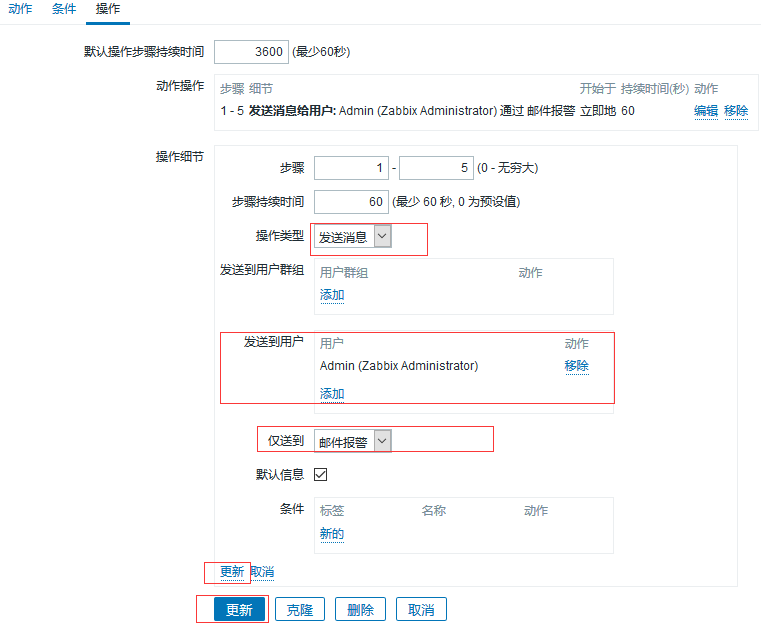 动作 条件 操作
默认操作步骤持续时间 3600 (最少60秒)
动作操作 步骤 细节 开始于 持续时间(秒) 动作
1 - 5 发送消息给用户: Admin (Zabbix Administrator) 通过 邮件报警 立即地 60 编辑 移除
操作细节
步骤 1 - 5 (0 - 无穷大)
步骤持续时间 60 (最少 60 秒, 0 为预设值)
操作类型 发送消息
发送到用户群组 用户群组 动作
添加
发送到用户 用户 动作
Admin (Zabbix Administrator) 移除
添加
仅送到 邮件报警
默认信息
条件 标签 名称 动作
新的
更新 取消
更新 克隆 删除 取消